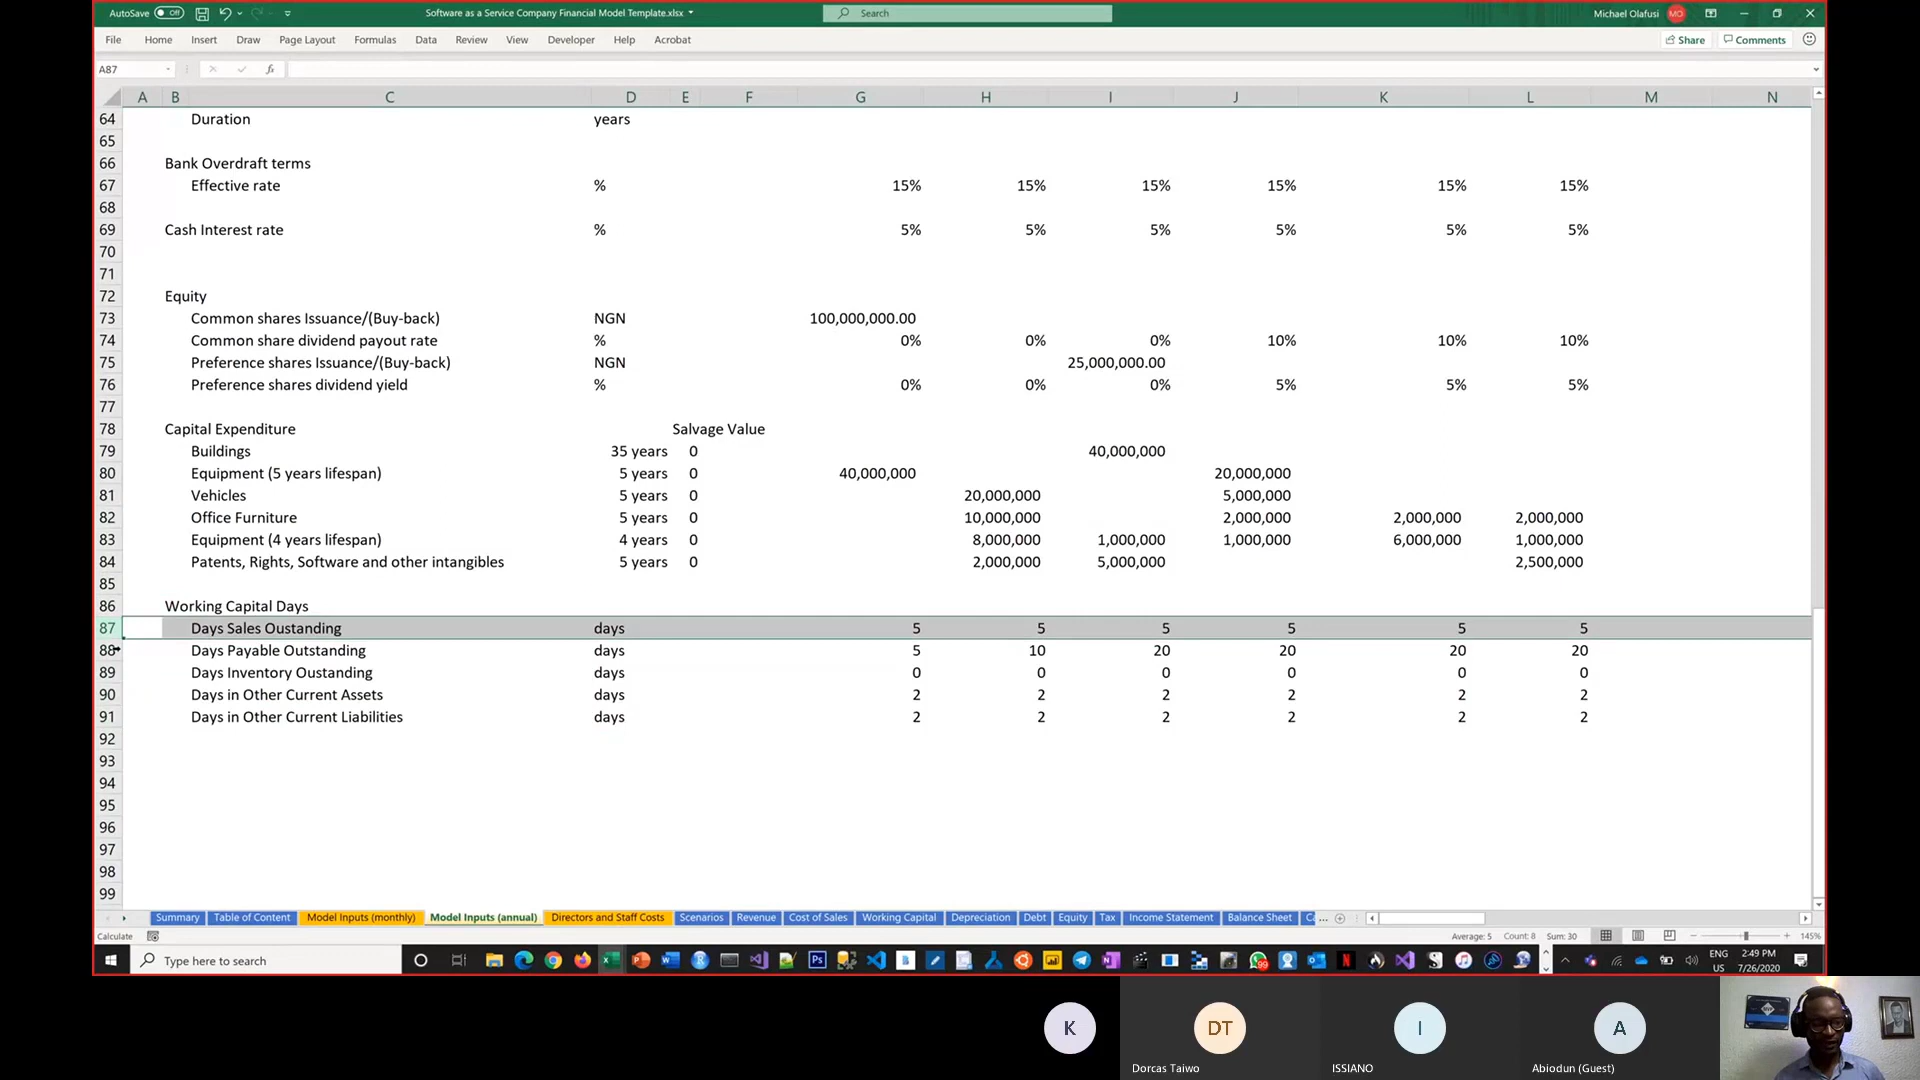 AutoSave Off Software as a Service Company Financial Model Template.xlsx Search Michael Olafusi MO
File Home Insert Draw Page Layout Formulas Data Review View Developer Help Acrobat Share Comments
A87 fx
A B C D E F G H I J K L M N
64 Duration years
65
66 Bank Overdraft terms
67 Effective rate % 15% 15% 15% 15% 15% 15%
68
69 Cash Interest rate % 5% 5% 5% 5% 5% 5%
70
71
72 Equity
73 Common shares Issuance/(Buy-back) NGN 100,000,000.00
74 Common share dividend payout rate % 0% 0% 0% 10% 10% 10%
75 Preference shares Issuance/(Buy-back) NGN 25,000,000.00
76 Preference shares dividend yield % 0% 0% 0% 5% 5% 5%
77
78 Capital Expenditure Salvage Value
79 Buildings 35 years 0 40,000,000
80 Equipment (5 years lifespan) 5 years 0 40,000,000 20,000,000
81 Vehicles 5 years 0 20,000,000 5,000,000
82 Office Furniture 5 years 0 10,000,000 2,000,000 2,000,000 2,000,000
83 Equipment (4 years lifespan) 4 years 0 8,000,000 1,000,000 1,000,000 6,000,000 1,000,000
84 Patents, Rights, Software and other intangibles 5 years 0 2,000,000 5,000,000 2,500,000
85
86 Working Capital Days
87 Days Sales Oustanding days 5 5 5 5 5 5
88 Days Payable Outstanding days 5 10 20 20 20 20
89 Days Inventory Oustanding days 0 0 0 0 0 0
90 Days in Other Current Assets days 2 2 2 2 2 2
91 Days in Other Current Liabilities days 2 2 2 2 2 2
92
93
94
95
96
97
98
99
Summary Table of Content Model Inputs (monthly) Model Inputs (annual) Directors and Staff Costs Scenarios Revenue Cost of Sales Working Capital Depreciation Debt Equity Tax Income Statement Balance Sheet ...
Calculate Average: 5 Count: 8 Sum: 30 145%
Type here to search ENG 2:49 PM
US 7/26/2020
K DT I A
Dorcas Taiwo ISSIANO Abiodun (Guest)